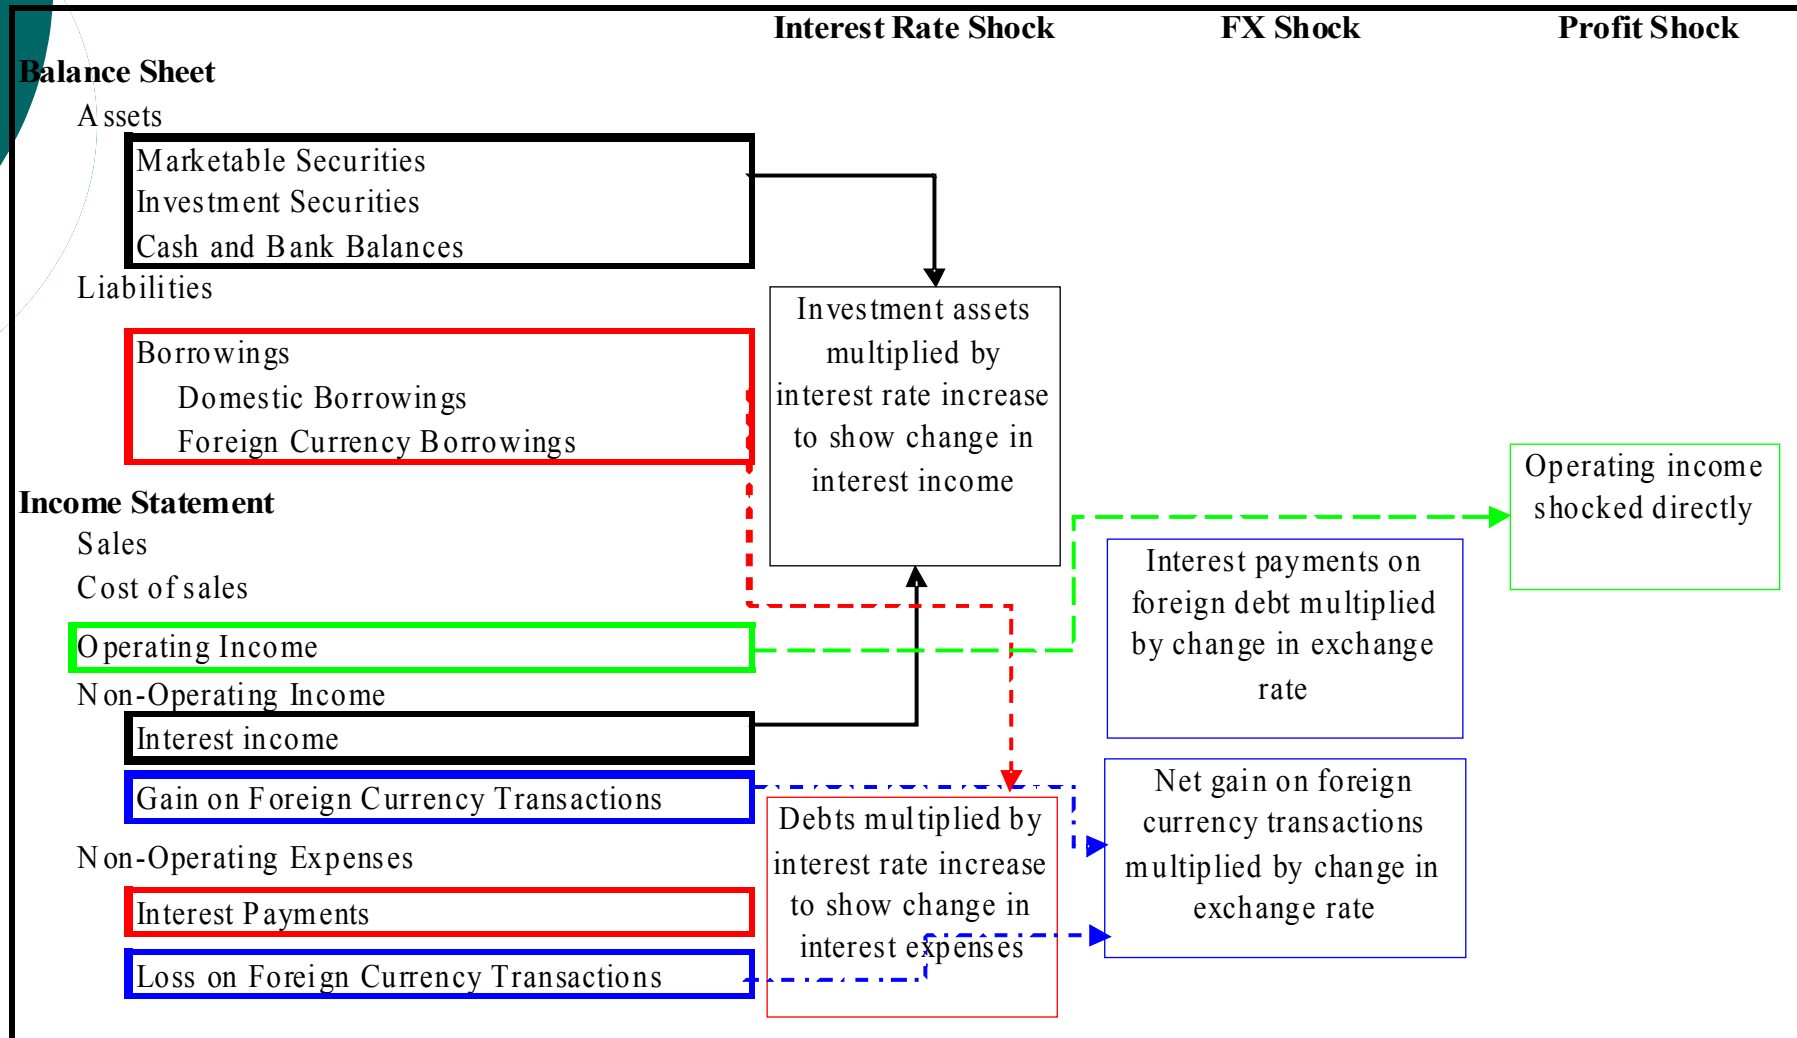 Interest Rate Shock
FX Shock
Profit Shock
Balance Sheet
Assets
Marketable Securities
Investment Securities
Cash and Bank Balances
Liabilities
Borrowings
Domestic Borrowings
Foreign Currency Borrowings
Income Statement
Sales
Cost of sales
Operating Income
Non-Operating Income
Interest income
Gain on Foreign Currency Transactions
Non-Operating Expenses
Interest Payments
Loss on Foreign Currency Transactions
Investment assets
multiplied by
interest rate increase
to show change in
interest income
Debts multiplied by
interest rate increase
to show change in
interest expenses
Interest payments on
foreign debt multiplied
by change in exchange
rate
Net gain on foreign
currency transactions
multiplied by change in
exchange rate
Operating income
shocked directly